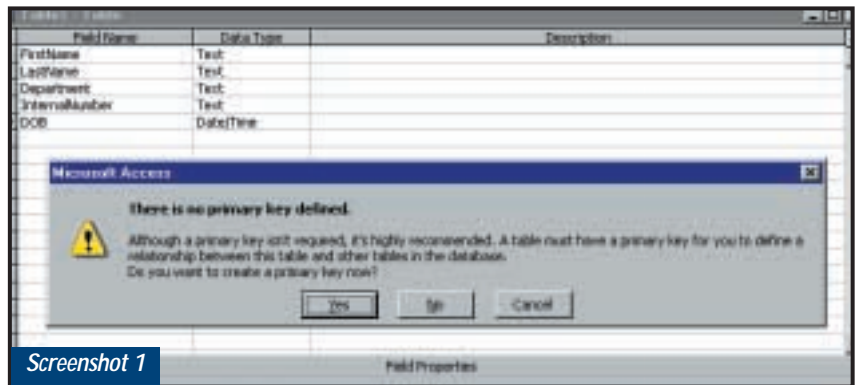 Table1 : Table
Field Name Data Type Description
FirstName Text
LastName Text
Department Text
InternalNumber Text
DOB Date/Time
Microsoft Access
There is no primary key defined.
Although a primary key isn't required, it's highly recommended. A table must have a primary key for you to define a
relationship between this table and other tables in the database.
Do you want to create a primary key now?
Yes No Cancel
Screenshot 1
Field Properties